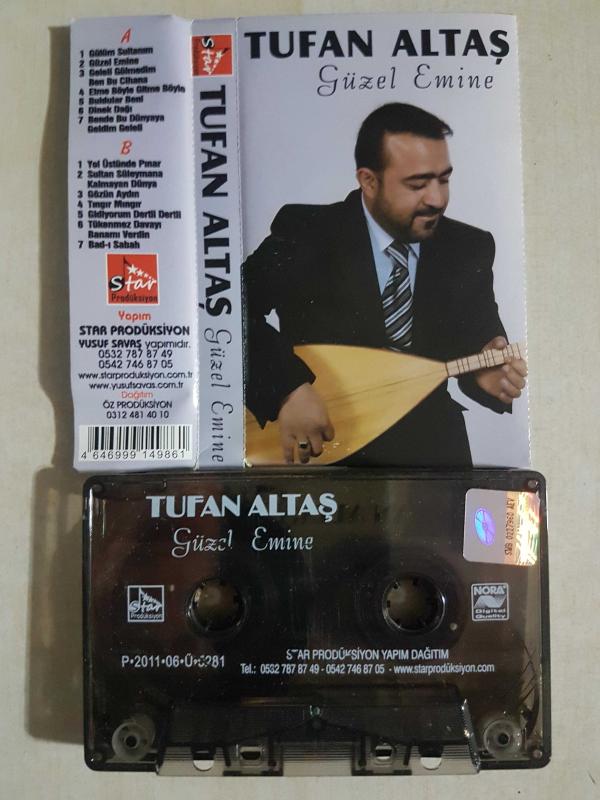 A
1 Gülüm Sultanım
2 Güzel Emine
3 Geleli Gülmedim
Ben Bu Cihana
4 Etme Böyle Gitme Böyle
5 Buldular Beni
6 Dinek Dağı
7 Bende Bu Dünyaya
Geldim Geleli
B
1 Yol Üstünde Pınar
2 Sultan Süleymana
Kalmayan Dünya
3 Gözün Aydın
4 Tıngır Mıngır
5 Gidiyorum Dertli Dertli
6 Tükenmez Davayı
Banamı Verdin
7 Bad-ı Sabah
Star
Prodüksiyon
Yapım
STAR PRODÜKSİYON
YUSUF SAVAŞ yapımıdır.
0532 787 87 49
0542 746 87 05
www.starproduksiyon.com.tr
www.yusufsavas.com.tr
Dağıtım
ÖZ PRODÜKSİYON
0312 481 40 10
4 646999 149861
Star
TUFAN ALTAŞ
Güzel Emine
TUFAN ALTAŞ
Güzel Emine
TUFAN ALTAŞ
Güzel Emine
SMB 0227960 AEY
Star
Prodüksiyon
NORA
Digital
Quality
P•2011•06•Ü•5281
STAR PRODÜKSİYON YAPIM DAĞITIM
Tel.: 0532 787 87 49 - 0542 746 87 05 - www.starprodüksiyon.com